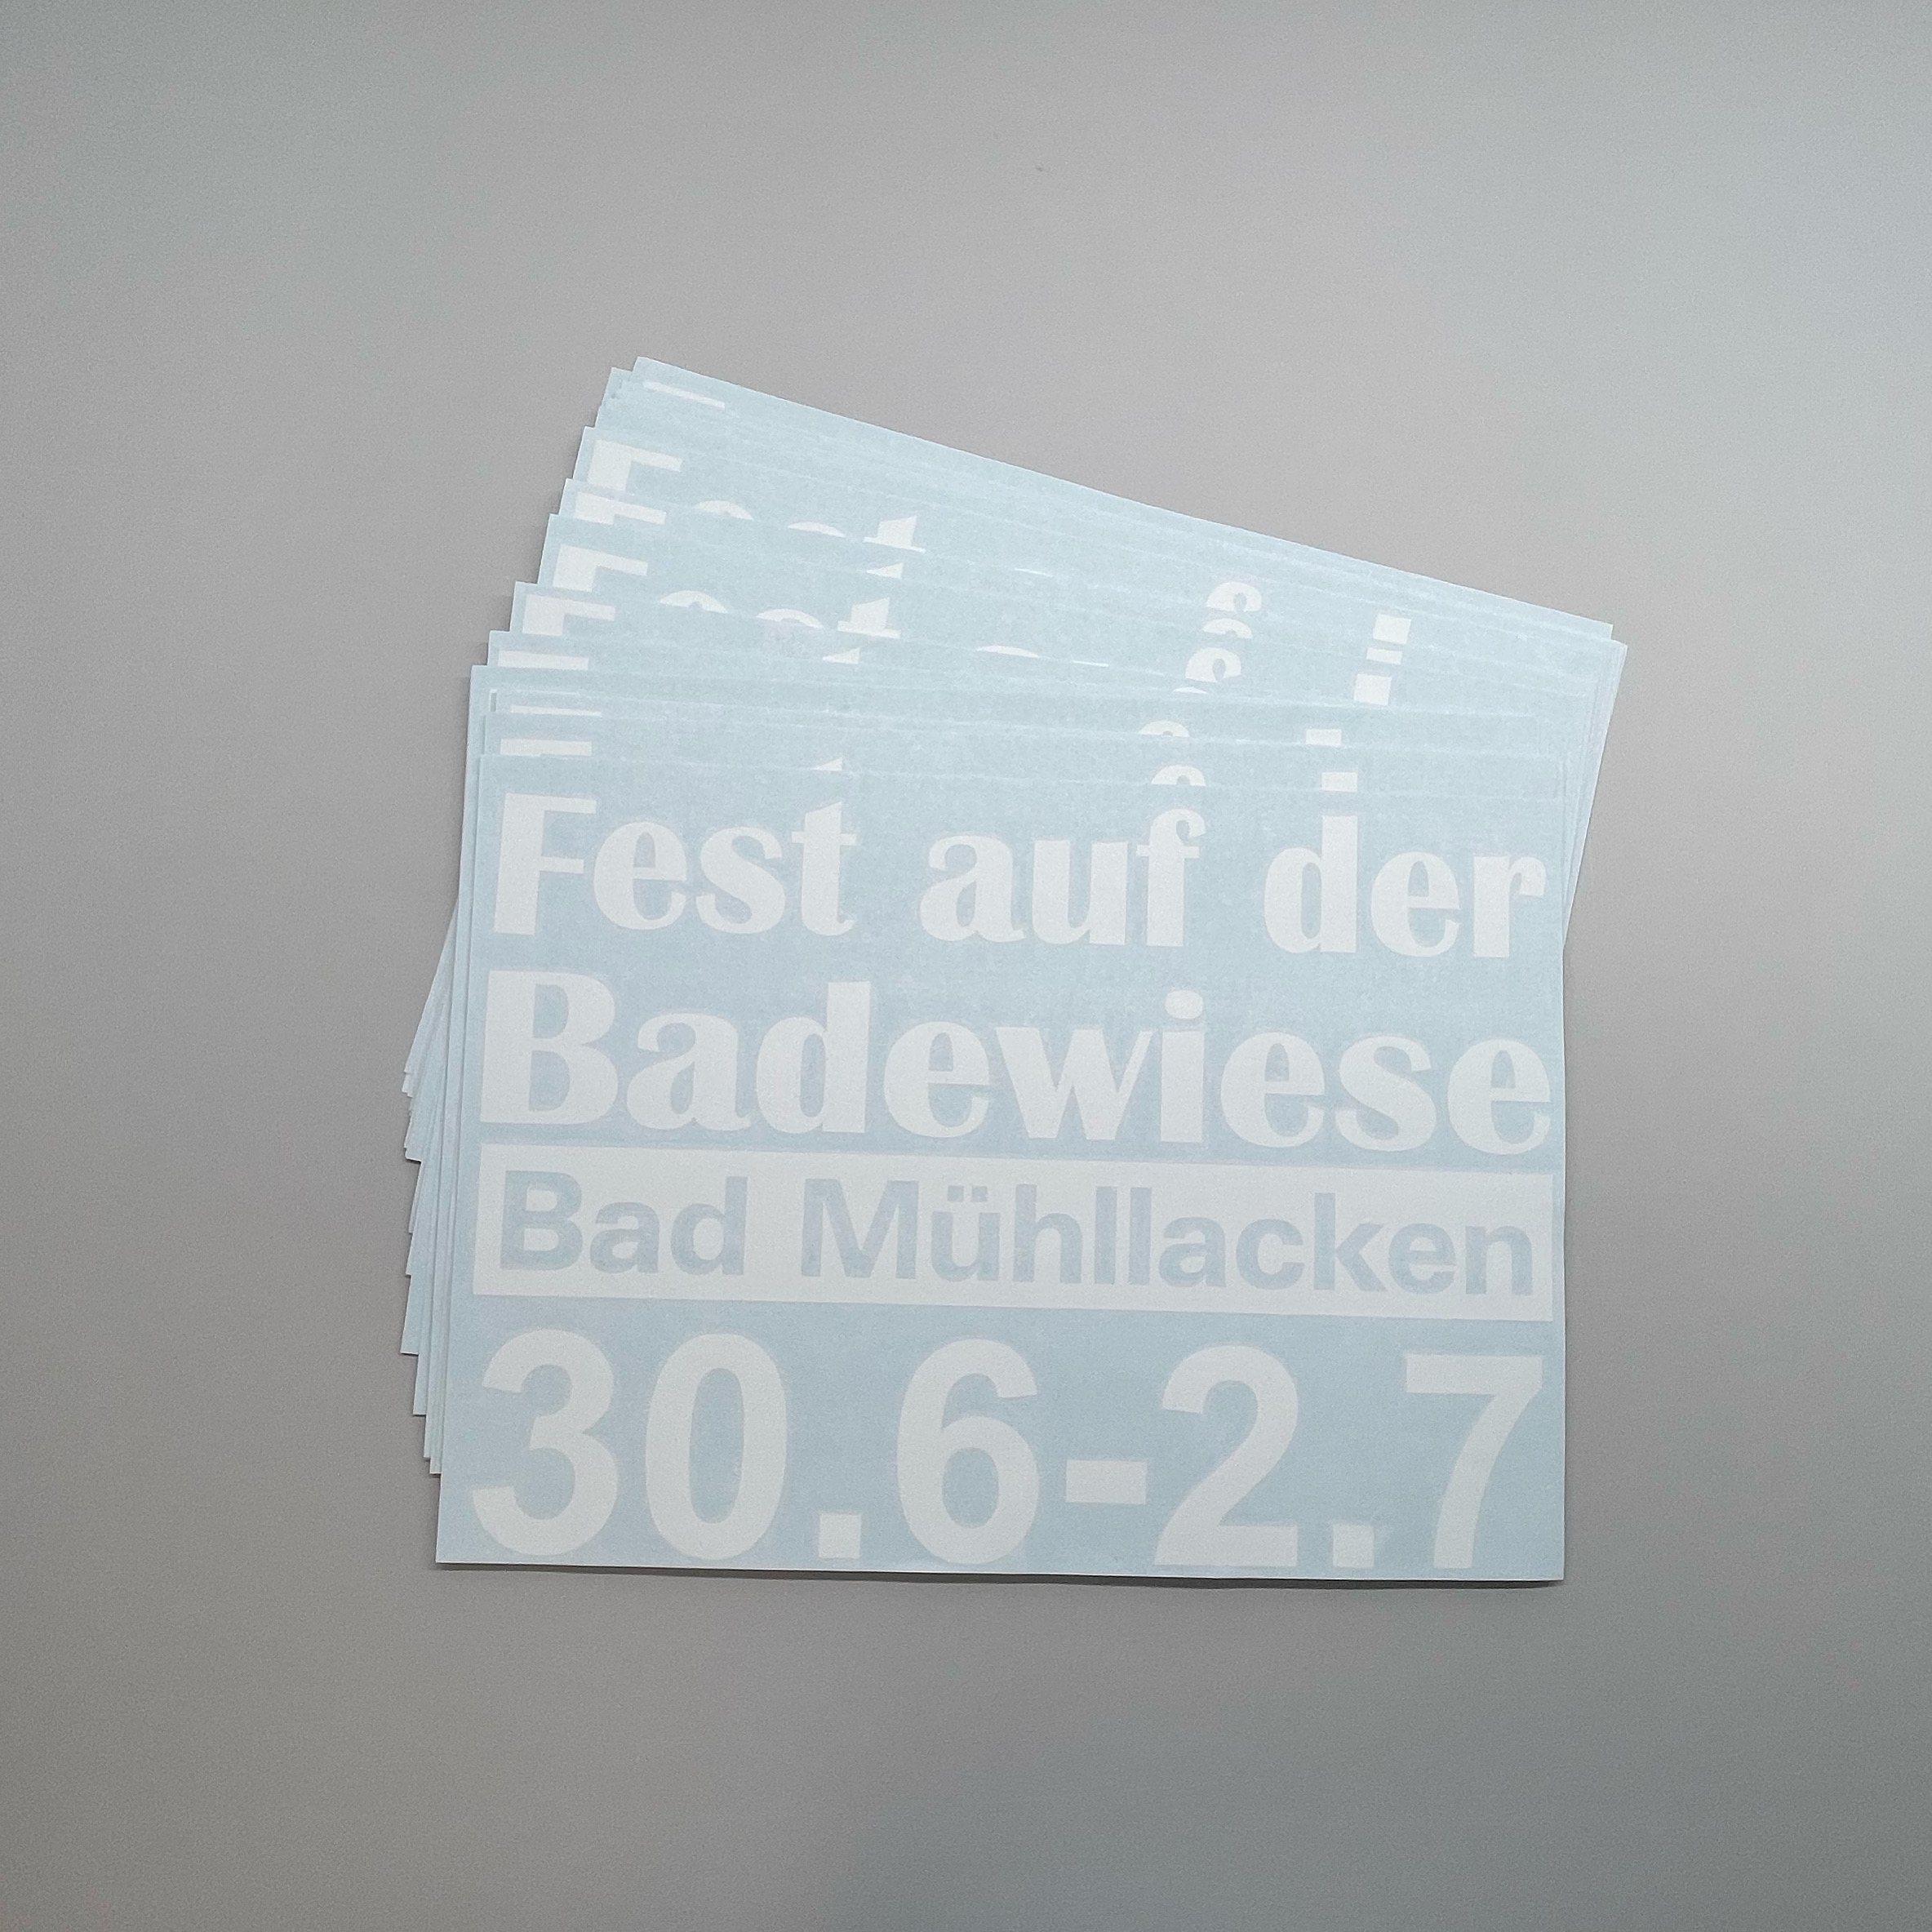 Fest auf der
Badewiese
Bad Mühllacken
30.6-2.7